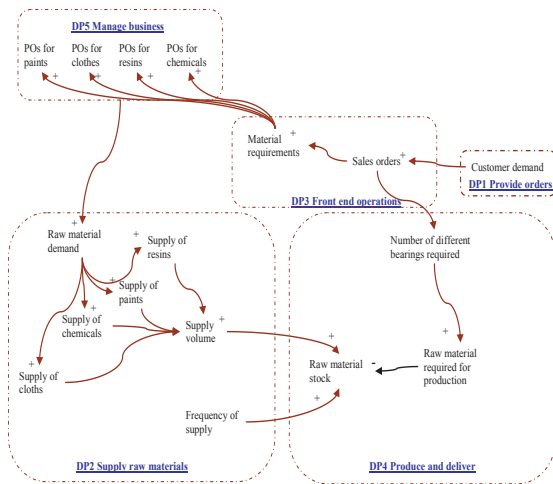 DP5 Manage business
POs for
paints
+
POs for
clothes
+
POs for
resins
+
POs for
chemicals
+
Material
requirements
+
Sales orders
+
Customer demand
DP1 Provide orders
DP3 Front end operations
+
Raw material
demand
+
Supply of
resins
Number of different
bearings required
+
Supply of
paints
+
Supply of
chemicals
Supply
volume
+
+
Supply of
cloths
+
Raw material
stock
-
+
Raw material
required for
production
Frequency of
supply
+
DP2 Supply raw materials
DP4 Produce and deliver